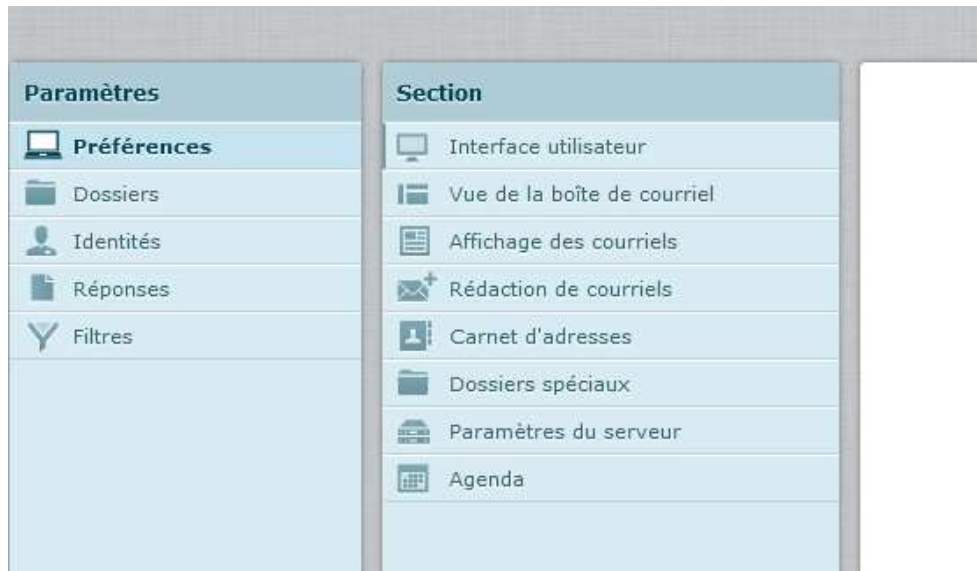 Paramètres
Préférences
Dossiers
Identités
Réponses
Filtres
Section
Interface utilisateur
Vue de la boîte de courriel
Affichage des courriels
Rédaction de courriels
Carnet d'adresses
Dossiers spéciaux
Paramètres du serveur
Agenda